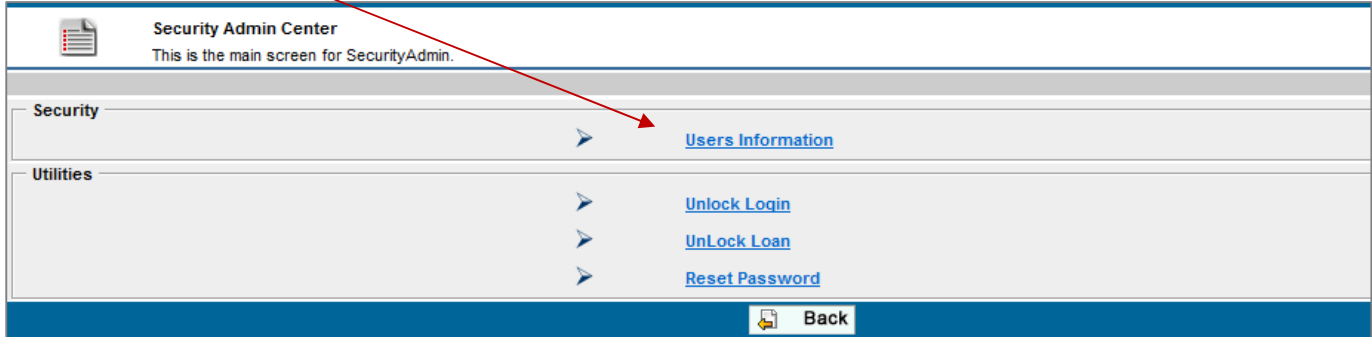 Security Admin Center
This is the main screen for SecurityAdmin.
Security
Users Information
Utilities
Unlock Login
UnLock Loan
Reset Password
Back